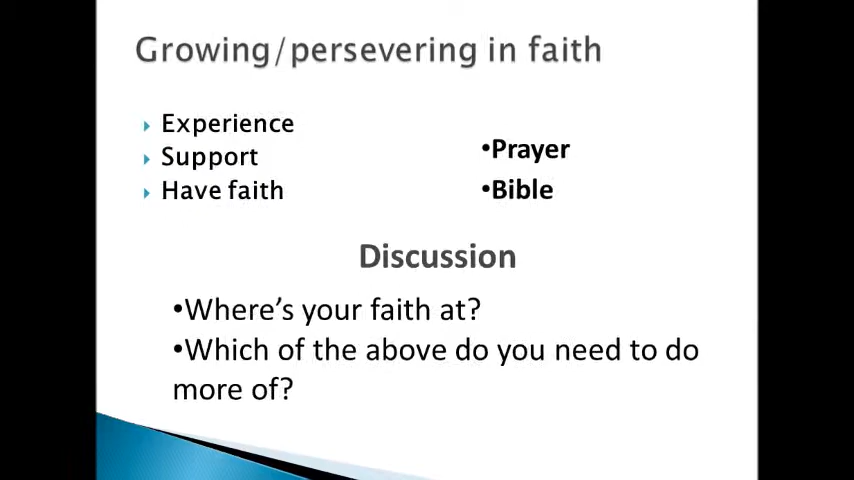 Growing/persevering in faith
Experience
Support
Have faith
•Prayer
•Bible
Discussion
•Where’s your faith at?
•Which of the above do you need to do
more of?